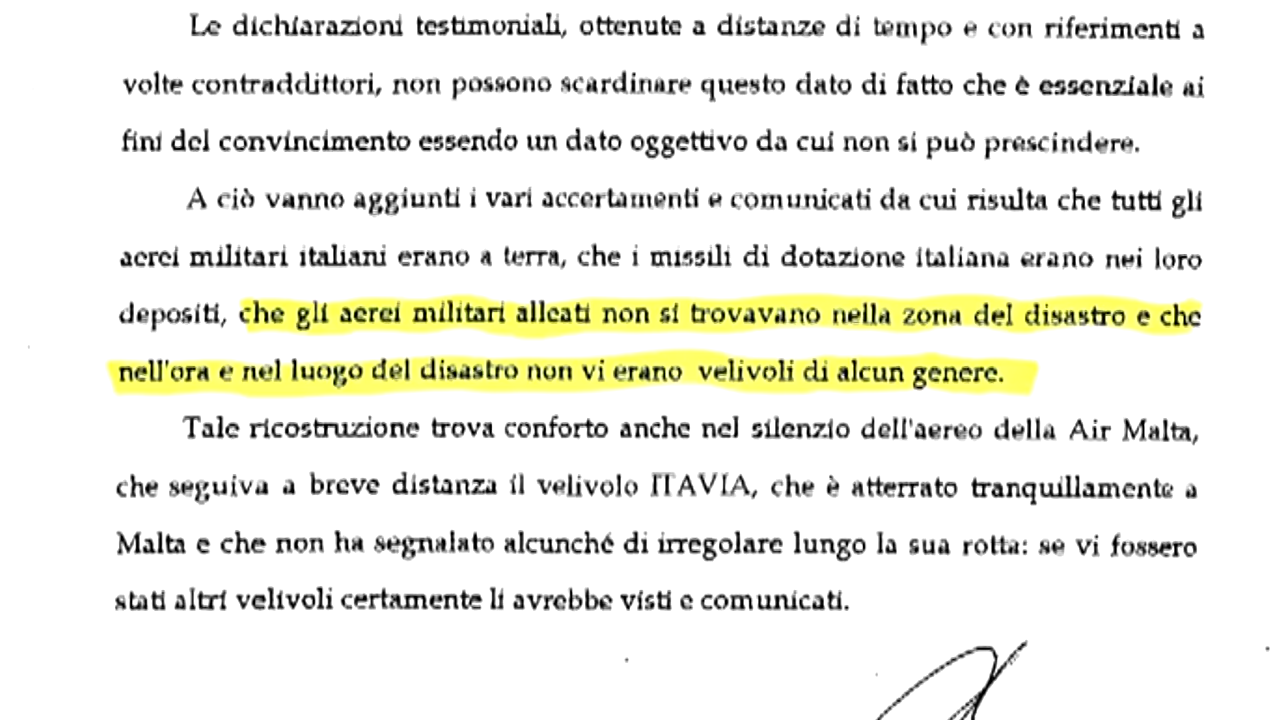 Le dichiarazioni testimoniali, ottenute a distanze di tempo e con riferimenti a
volte contraddittori, non possono scardinare questo dato di fatto che è essenziale ai
fini del convincimento essendo un dato oggettivo da cui non si può prescindere.
A ciò vanno aggiunti i vari accertamenti e comunicati da cui risulta che tutti gli
aerei militari italiani erano a terra, che i missili di dotazione italiana erano nei loro
depositi, che gli aerei militari alleati non si trovavano nella zona del disastro e che
nell'ora e nel luogo del disastro non vi erano velivoli di alcun genere.
Tale ricostruzione trova conforto anche nel silenzio dell'aereo della Air Malta,
che seguiva a breve distanza il velivolo ITAVIA, che è atterrato tranquillamente a
Malta e che non ha segnalato alcunché di irregolare lungo la sua rotta: se vi fossero
stati altri velivoli certamente li avrebbe visti e comunicati.